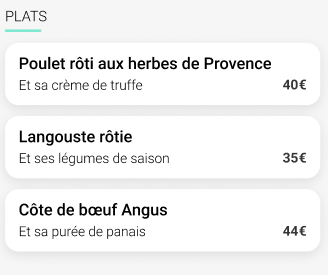 PLATS
Poulet rôti aux herbes de Provence
Et sa crème de truffe 40€
Langouste rôtie
Et ses légumes de saison 35€
Côte de bœuf Angus
Et sa purée de panais 44€